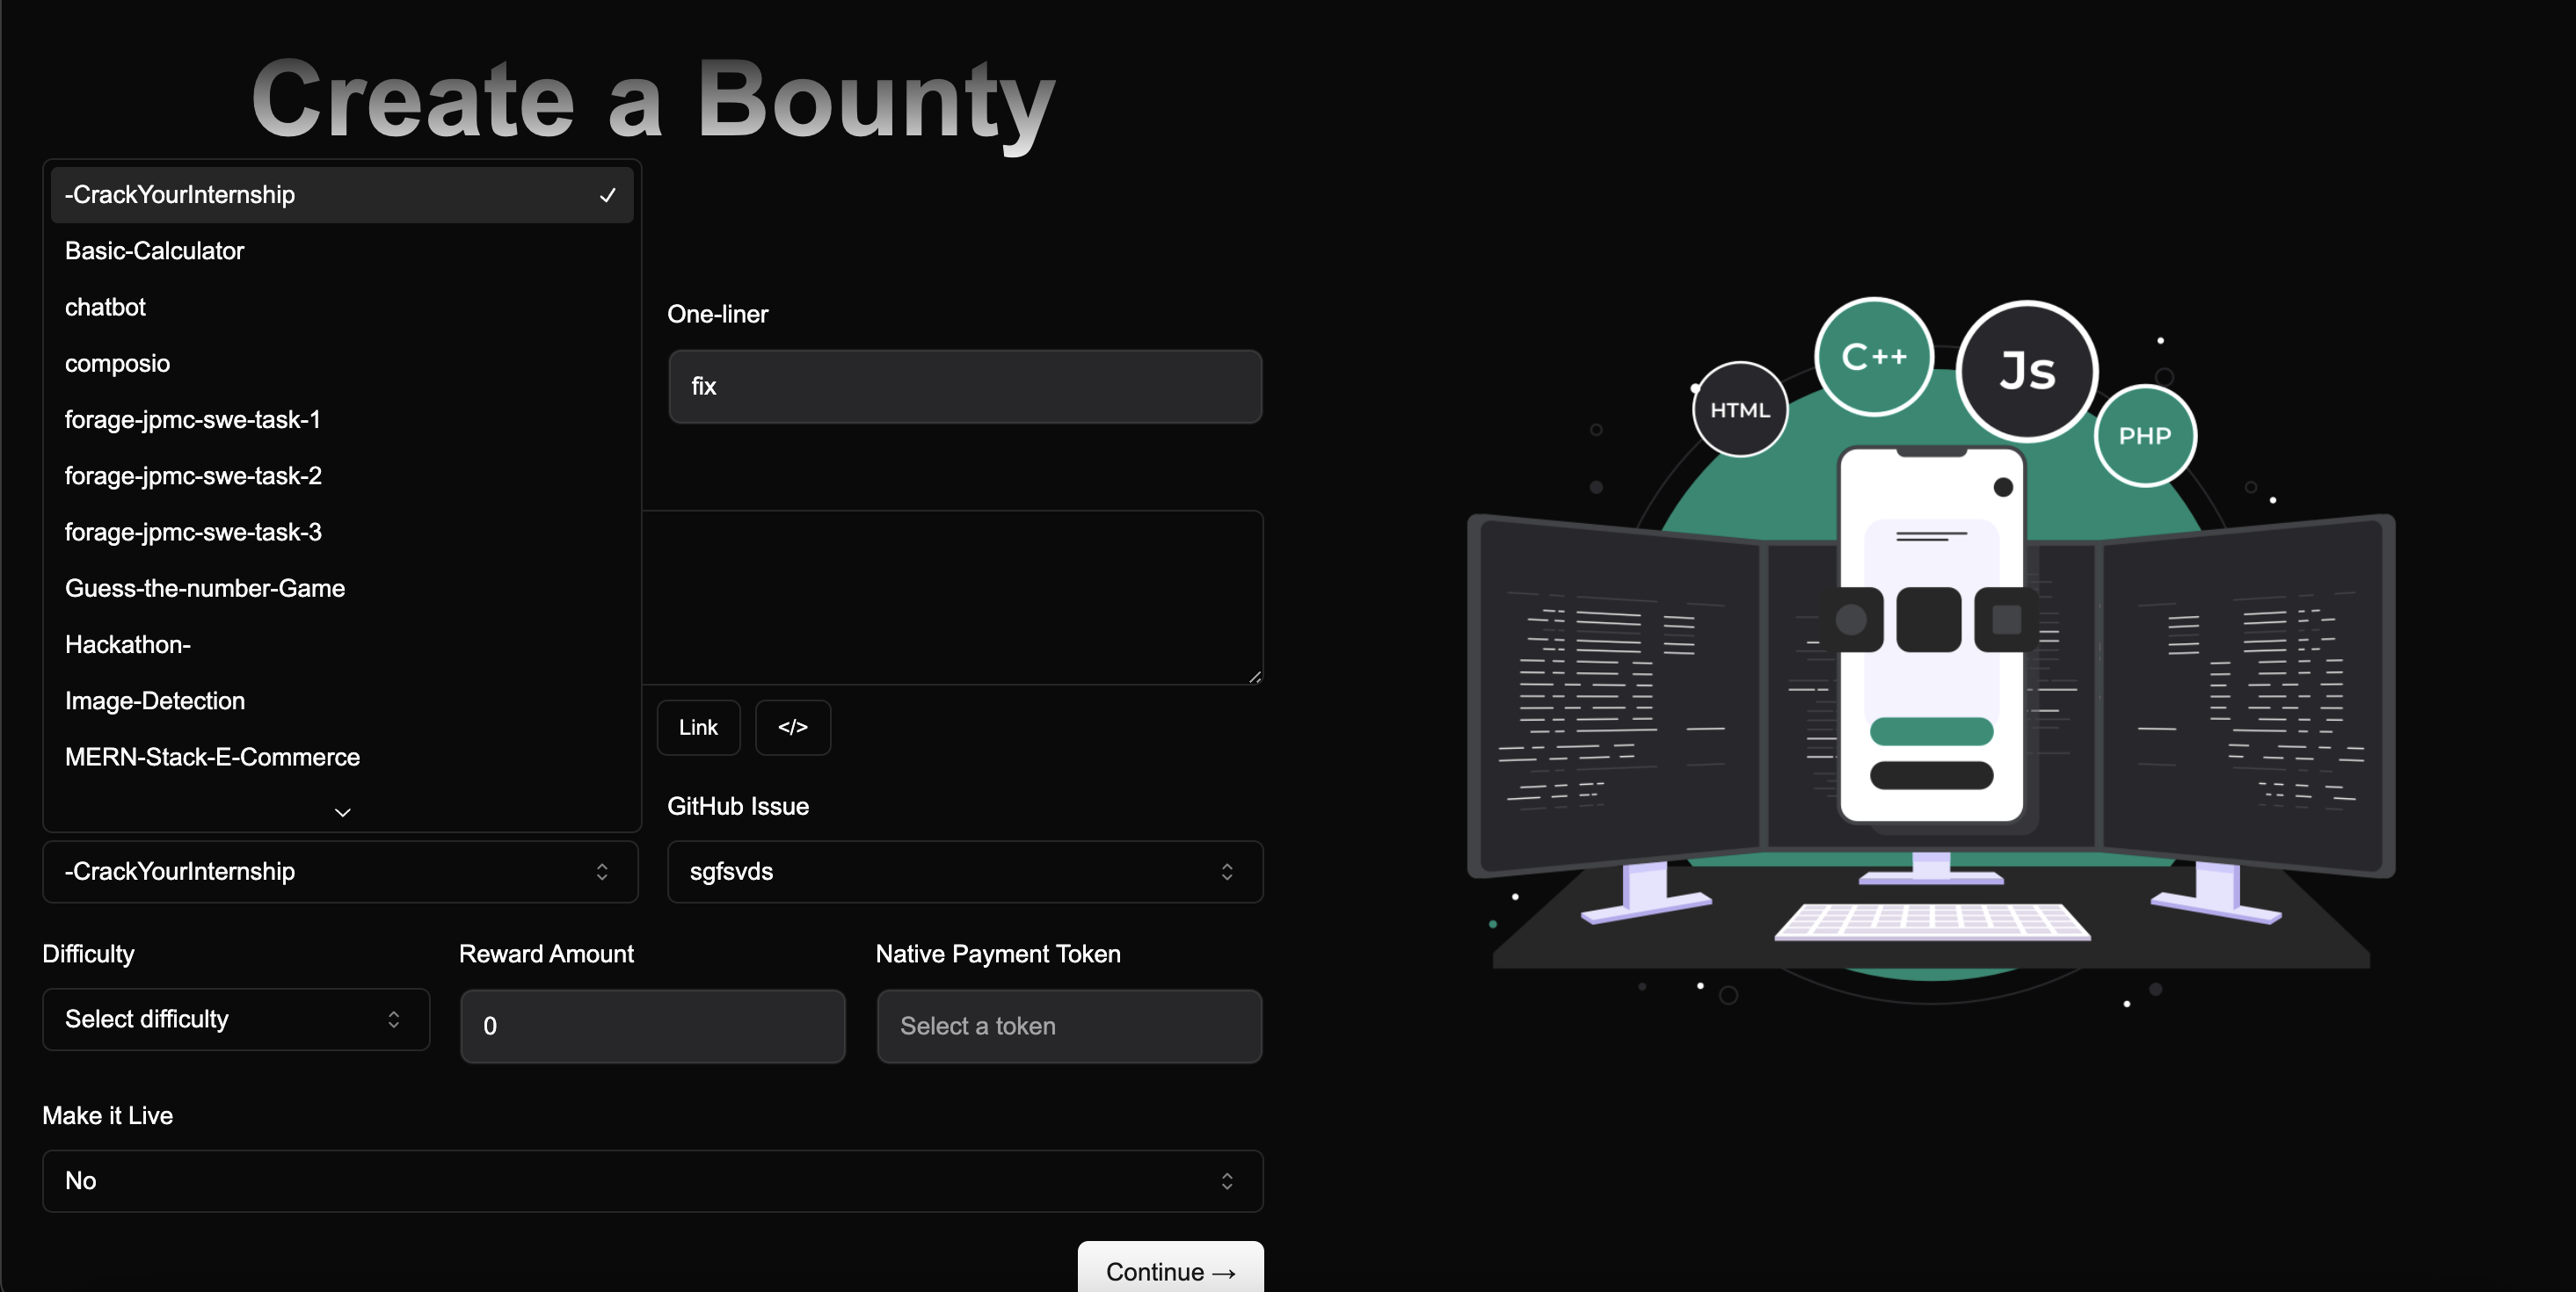 Create a Bounty
-CrackYourInternship
Basic-Calculator
chatbot
composio
forage-jpmc-swe-task-1
forage-jpmc-swe-task-2
forage-jpmc-swe-task-3
Guess-the-number-Game
Hackathon-
Image-Detection
MERN-Stack-E-Commerce
One-liner
fix
Link
</>
GitHub Issue
-CrackYourInternship
sgfsvds
Difficulty
Reward Amount
Native Payment Token
Select difficulty
0
Select a token
Make it Live
No
Continue →
HTML
C++
Js
PHP